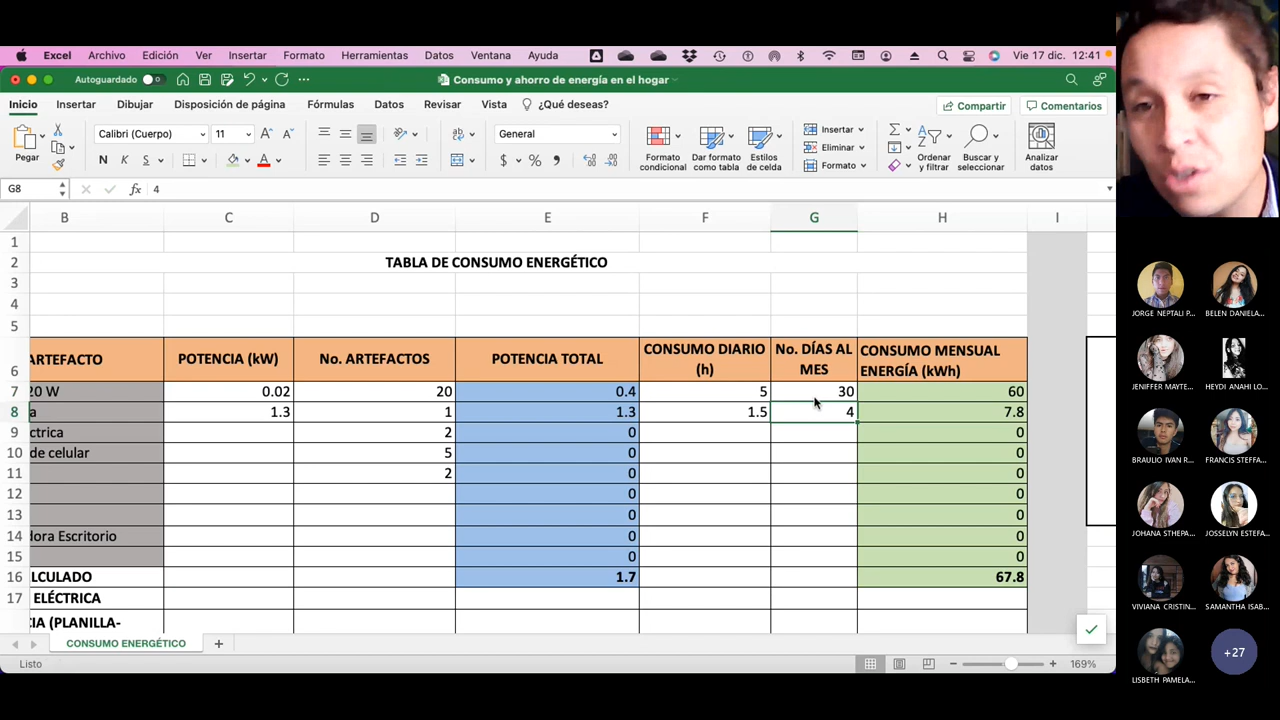 Excel Archivo Edición Ver Insertar Formato Herramientas Datos Ventana Ayuda Vie 17 dic. 12:41
Autoguardado Consumo y ahorro de energía en el hogar
Inicio Insertar Dibujar Disposición de página Fórmulas Datos Revisar Vista ¿Qué deseas? Compartir Comentarios
Pegar Calibri (Cuerpo) 11 General
N K S
Formato condicional
Dar formato como tabla
Estilos de celda
Insertar
Eliminar
Formato
Ordenar y filtrar
Buscar y seleccionar
Analizar datos
G8 fx 4
B C D E F G H I
1
2 TABLA DE CONSUMO ENERGÉTICO
3
4
5
6 ARTEFACTO POTENCIA (kW) No. ARTEFACTOS POTENCIA TOTAL CONSUMO DIARIO (h) No. DÍAS AL MES CONSUMO MENSUAL ENERGÍA (kWh)
7 20 W 0.02 20 0.4 5 30 60
8 a 1.3 1 1.3 1.5 4 7.8
9 ctrica 2 0 0
10 de celular 5 0 0
11 2 0 0
12 0 0
13 0 0
14 dora Escritorio 0 0
15 0 0
16 LCULADO 1.7 67.8
17 ELÉCTRICA
CIA (PLANILLA-
CONSUMO ENERGÉTICO
Listo 169%
JORGE NEPTALI P... BELEN DANIELA...
JENIFFER MAYTE... HEYDI ANAHI LO...
BRAULIO IVAN R... FRANCIS STEFFA...
JOHANA STHEPA... JOSSELYN ESTEFA...
VIVIANA CRISTIN... SAMANTHA ISAB...
LISBETH PAMELA... +27